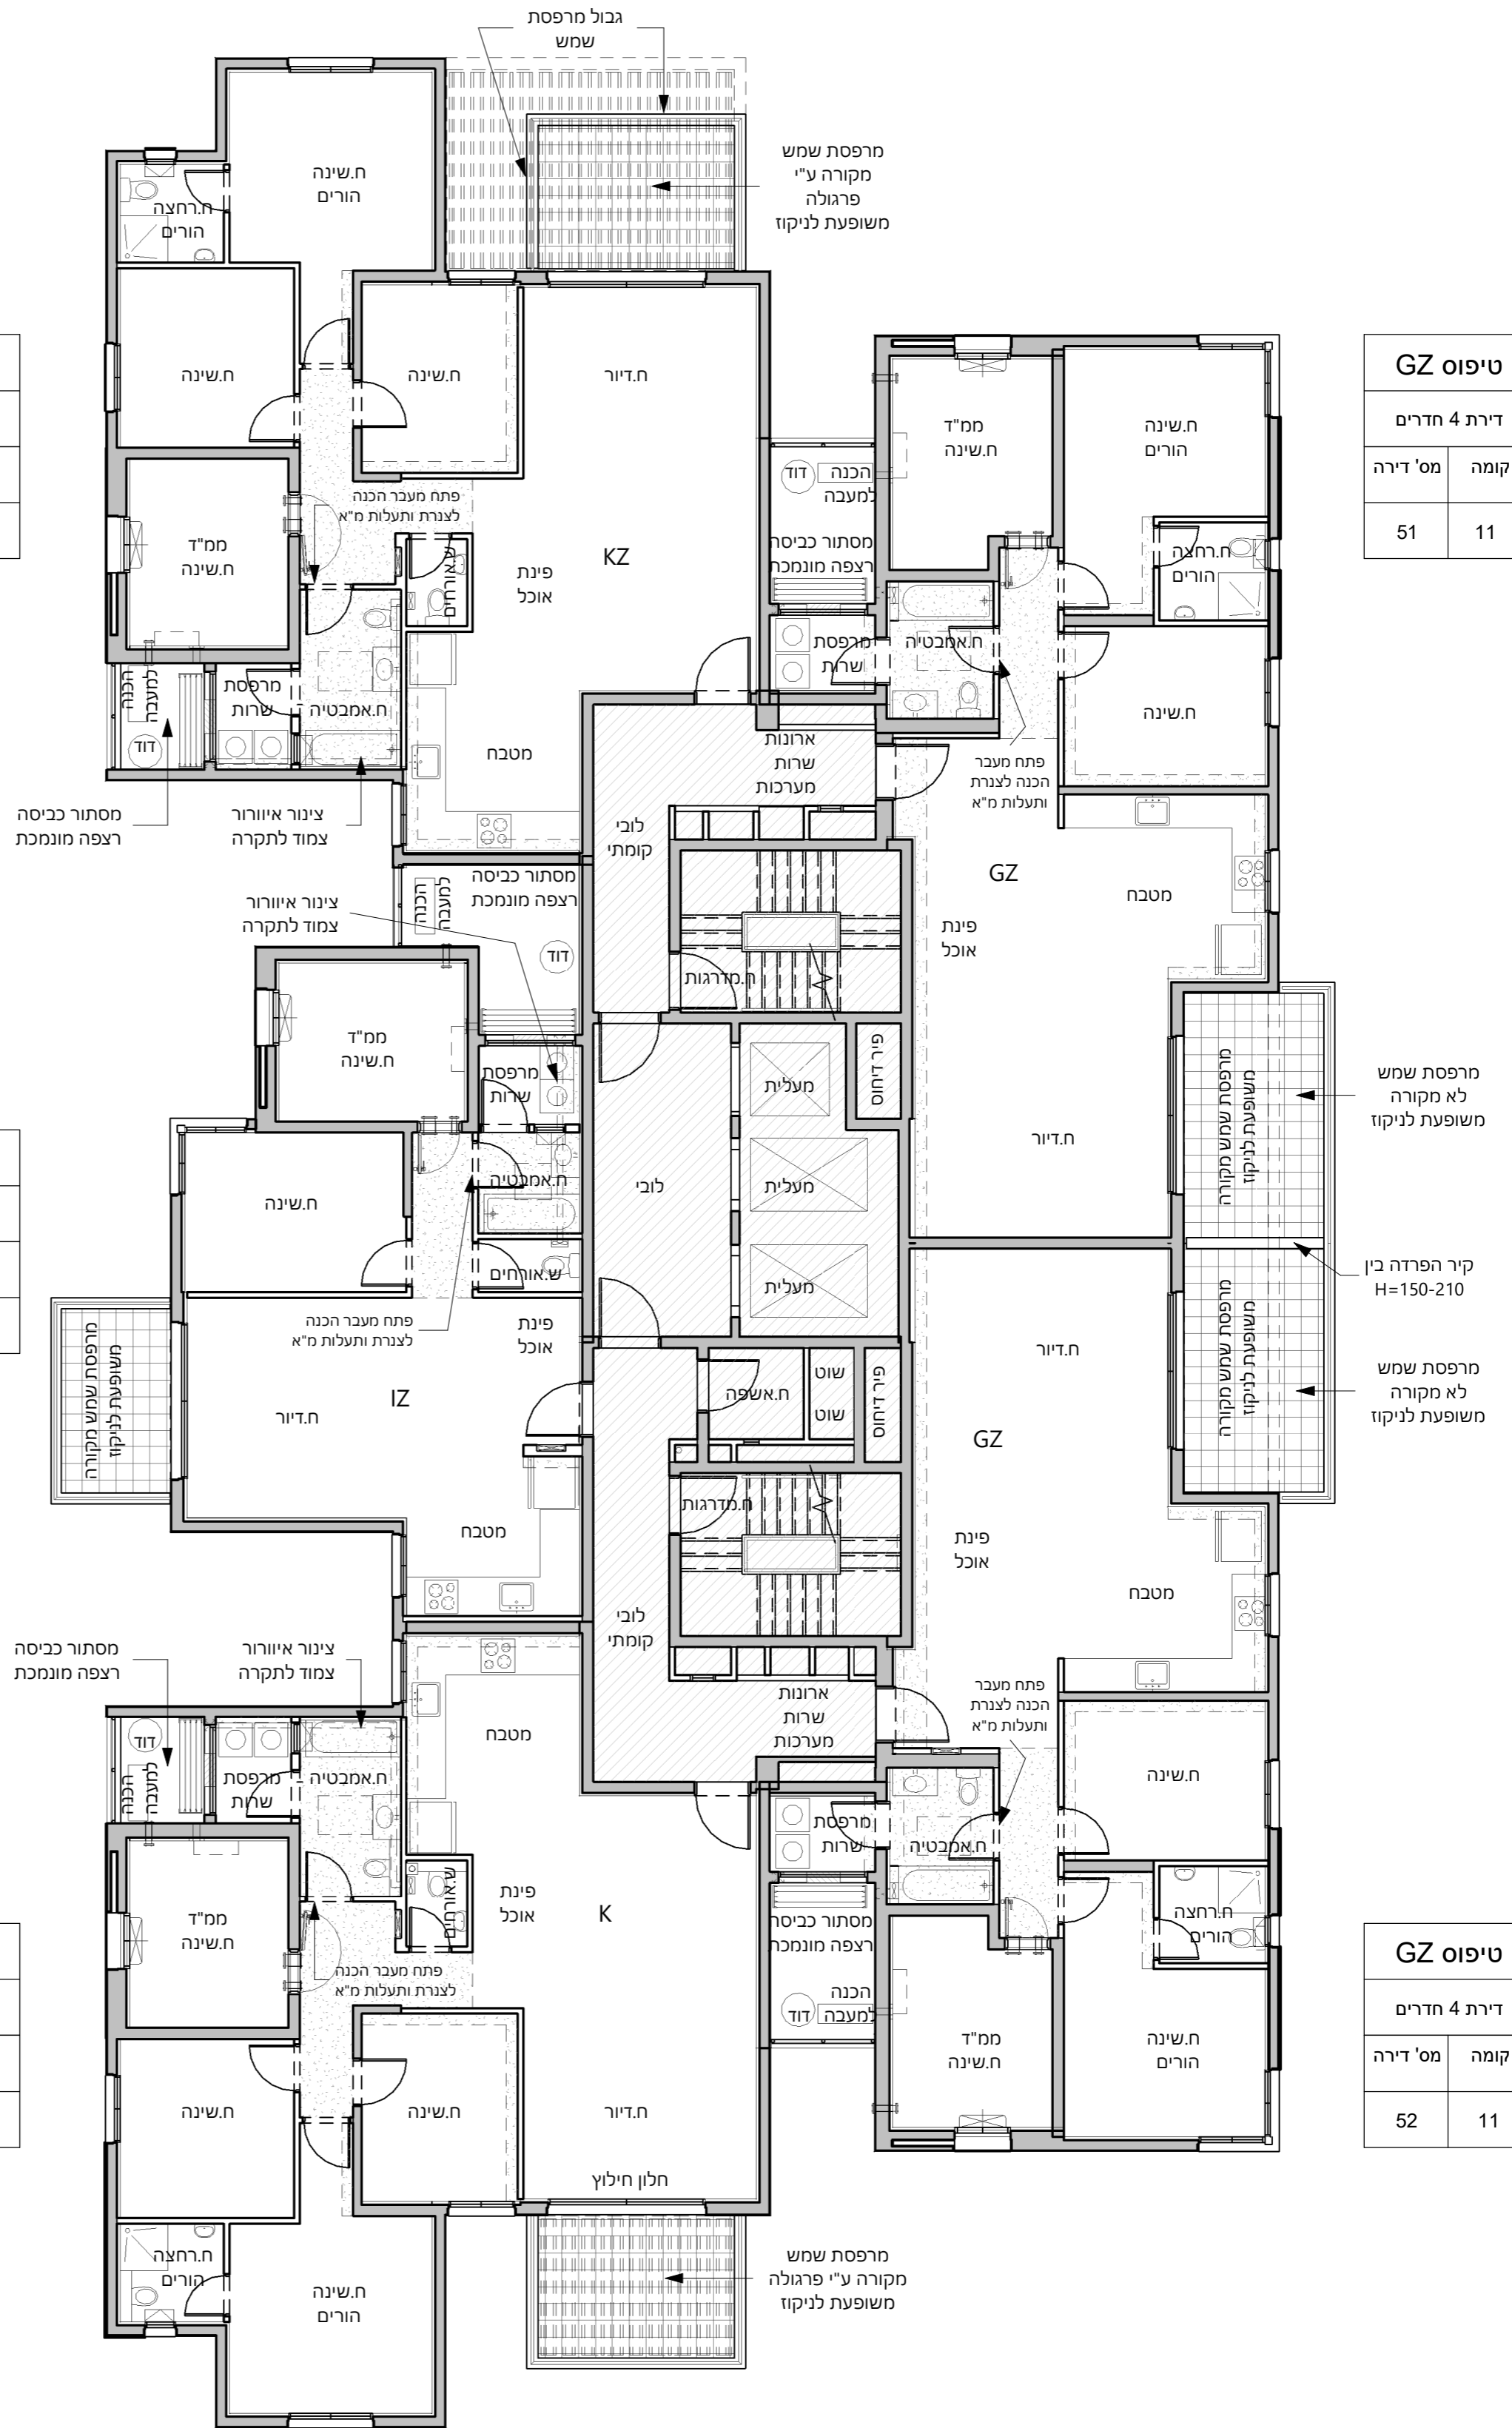 גבול מרפסת
שמש
מרפסת שמש
מקורה ע"י
פרגולה
משופעת לניקוז
ח.שינה
הורים
ח.רחצה
הורים
ח.שינה
ח.שינה
ח.דיור
ממ"ד
ח.שינה
פתח מעבר הכנה
לצנרת ותעלות מ"א
ש.אורחים
פינת
אוכל
KZ
הכנה
למעבה
דוד
מרפסת
שרות
ח.אמבטיה
מטבח
מסתור כביסה
רצפה מונמכת
צינור איוורור
צמוד לתקרה
דוד
הכנה
למעבה
מסתור כביסה
רצפה מונמכת
מרפסת
שרות
ח.אמבטיה
ממ"ד
ח.שינה
ח.שינה
הורים
ח.רחצה
הורים
ח.שינה
פתח מעבר
הכנה לצנרת
ותעלות מ"א
טיפוס GZ
דירת 4 חדרים
קומה
מס' דירה
11
51
ארונות
שרות
מערכות
לובי
קומתי
GZ
פינת
אוכל
מטבח
ח.דיור
מרפסת שמש מקורה
משופעת לניקוז
מרפסת שמש
לא מקורה
משופעת לניקוז
ח.מדרגות
פיר דיחוס
מעלית
מעלית
מעלית
לובי
מסתור כביסה
רצפה מונמכת
הכנה
למעבה
דוד
צינור איוורור
צמוד לתקרה
ממ"ד
ח.שינה
מרפסת
שרות
ח.אמבטיה
ש.אורחים
ח.שינה
פתח מעבר הכנה
לצנרת ותעלות מ"א
פינת
אוכל
IZ
ח.דיור
מרפסת שמש מקורה
משופעת לניקוז
מטבח
קיר הפרדה בין
H=150-210
מרפסת שמש מקורה
משופעת לניקוז
מרפסת שמש
לא מקורה
משופעת לניקוז
ח.דיור
GZ
ח.אשפה
שוט
שוט
פיר דיחוס
ח.מדרגות
פינת
אוכל
מטבח
לובי
קומתי
ארונות
שרות
מערכות
פתח מעבר
הכנה לצנרת
ותעלות מ"א
מסתור כביסה
רצפה מונמכת
צינור איוורור
צמוד לתקרה
דוד
הכנה
למעבה
מרפסת
שרות
ח.אמבטיה
מטבח
ש.אורחים
פינת
אוכל
K
ממ"ד
ח.שינה
פתח מעבר הכנה
לצנרת ותעלות מ"א
ח.שינה
ח.שינה
ח.דיור
חלון חילוץ
ח.רחצה
הורים
ח.שינה
הורים
מרפסת שמש
מקורה ע"י פרגולה
משופעת לניקוז
מרפסת
שרות
ח.אמבטיה
מסתור כביסה
רצפה מונמכת
הכנה
למעבה
דוד
ח.שינה
ח.רחצה
הורים
ממ"ד
ח.שינה
ח.שינה
הורים
טיפוס GZ
דירת 4 חדרים
קומה
מס' דירה
11
52